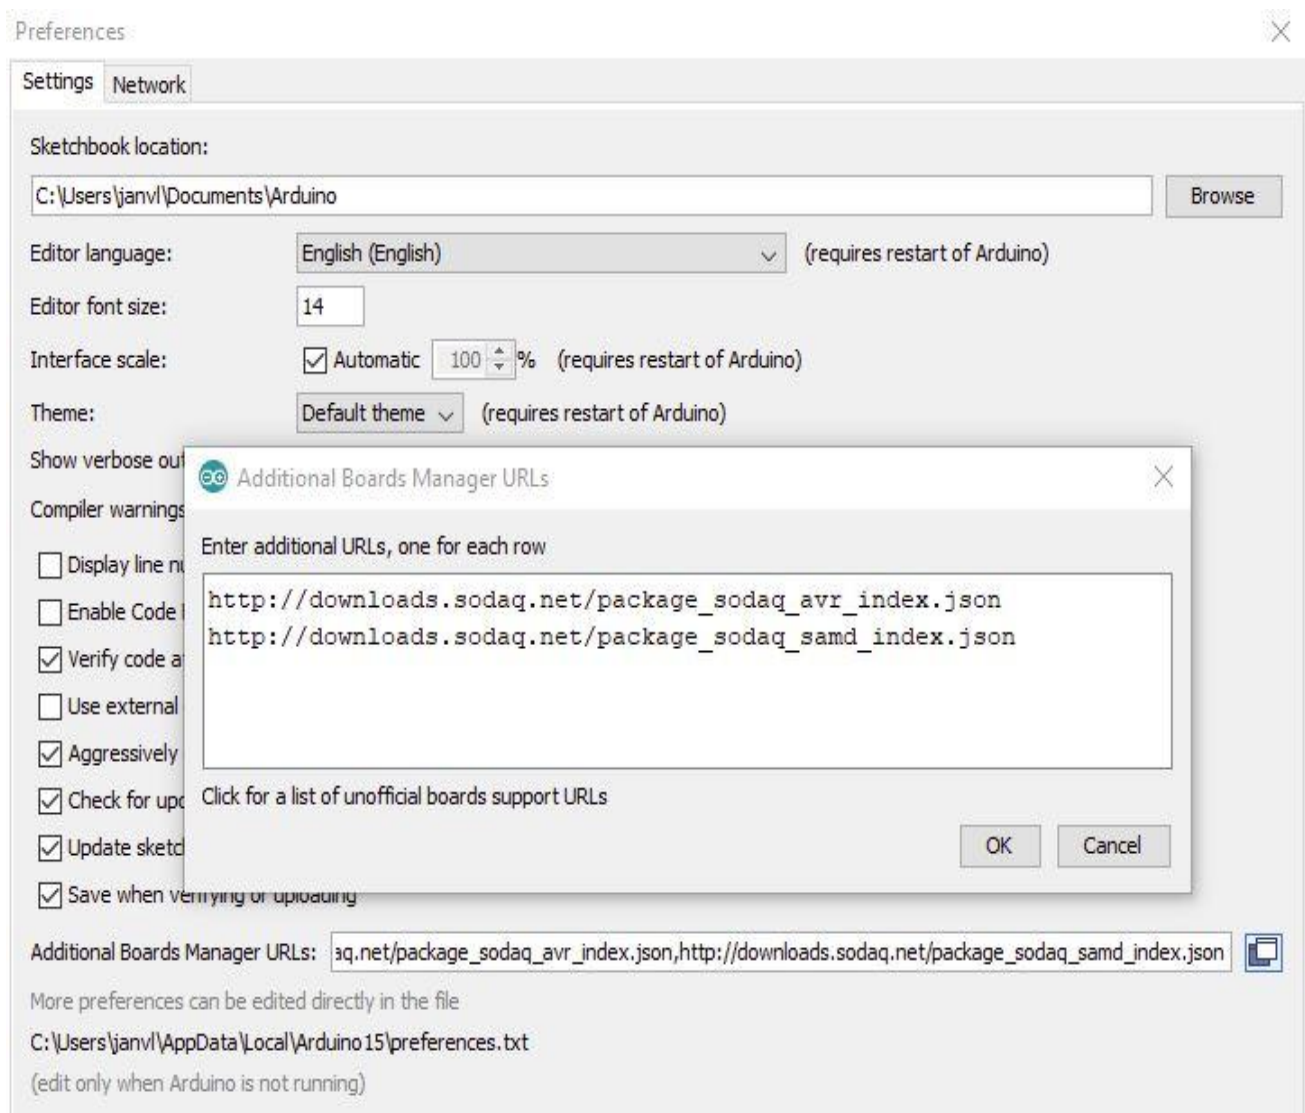 Preferences
Settings Network
Sketchbook location:
C:\Users\janvl\Documents\Arduino Browse
Editor language: English (English) (requires restart of Arduino)
Editor font size: 14
Interface scale: Automatic 100 % (requires restart of Arduino)
Theme: Default theme (requires restart of Arduino)
Show verbose
Additional Boards Manager URLs
Compiler warnings
Enter additional URLs, one for each row
Display line
http://downloads.sodaq.net/package_sodaq_avr_index.json
Enable Code
http://downloads.sodaq.net/package_sodaq_samd_index.json
Verify code
Use external
Aggressively
Check for
Click for a list of unofficial boards support URLs
Update
OK Cancel
Save when verifying or uploading
Additional Boards Manager URLs: aq.net/package_sodaq_avr_index.json,http://downloads.sodaq.net/package_sodaq_samd_index.json
More preferences can be edited directly in the file
C:\Users\janvl\AppData\Local\Arduino15\preferences.txt
(edit only when Arduino is not running)